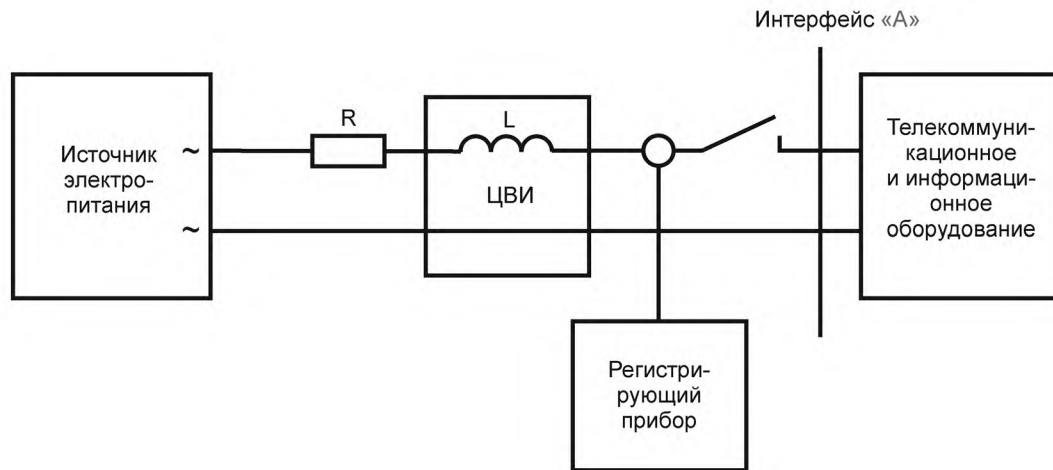 Интерфейс «А»
Источник
электро-
питания
~
~
R
L
ЦВИ
Телекоммуни-
кационное
и информаци-
онное
оборудование
Регистри-
рующий
прибор